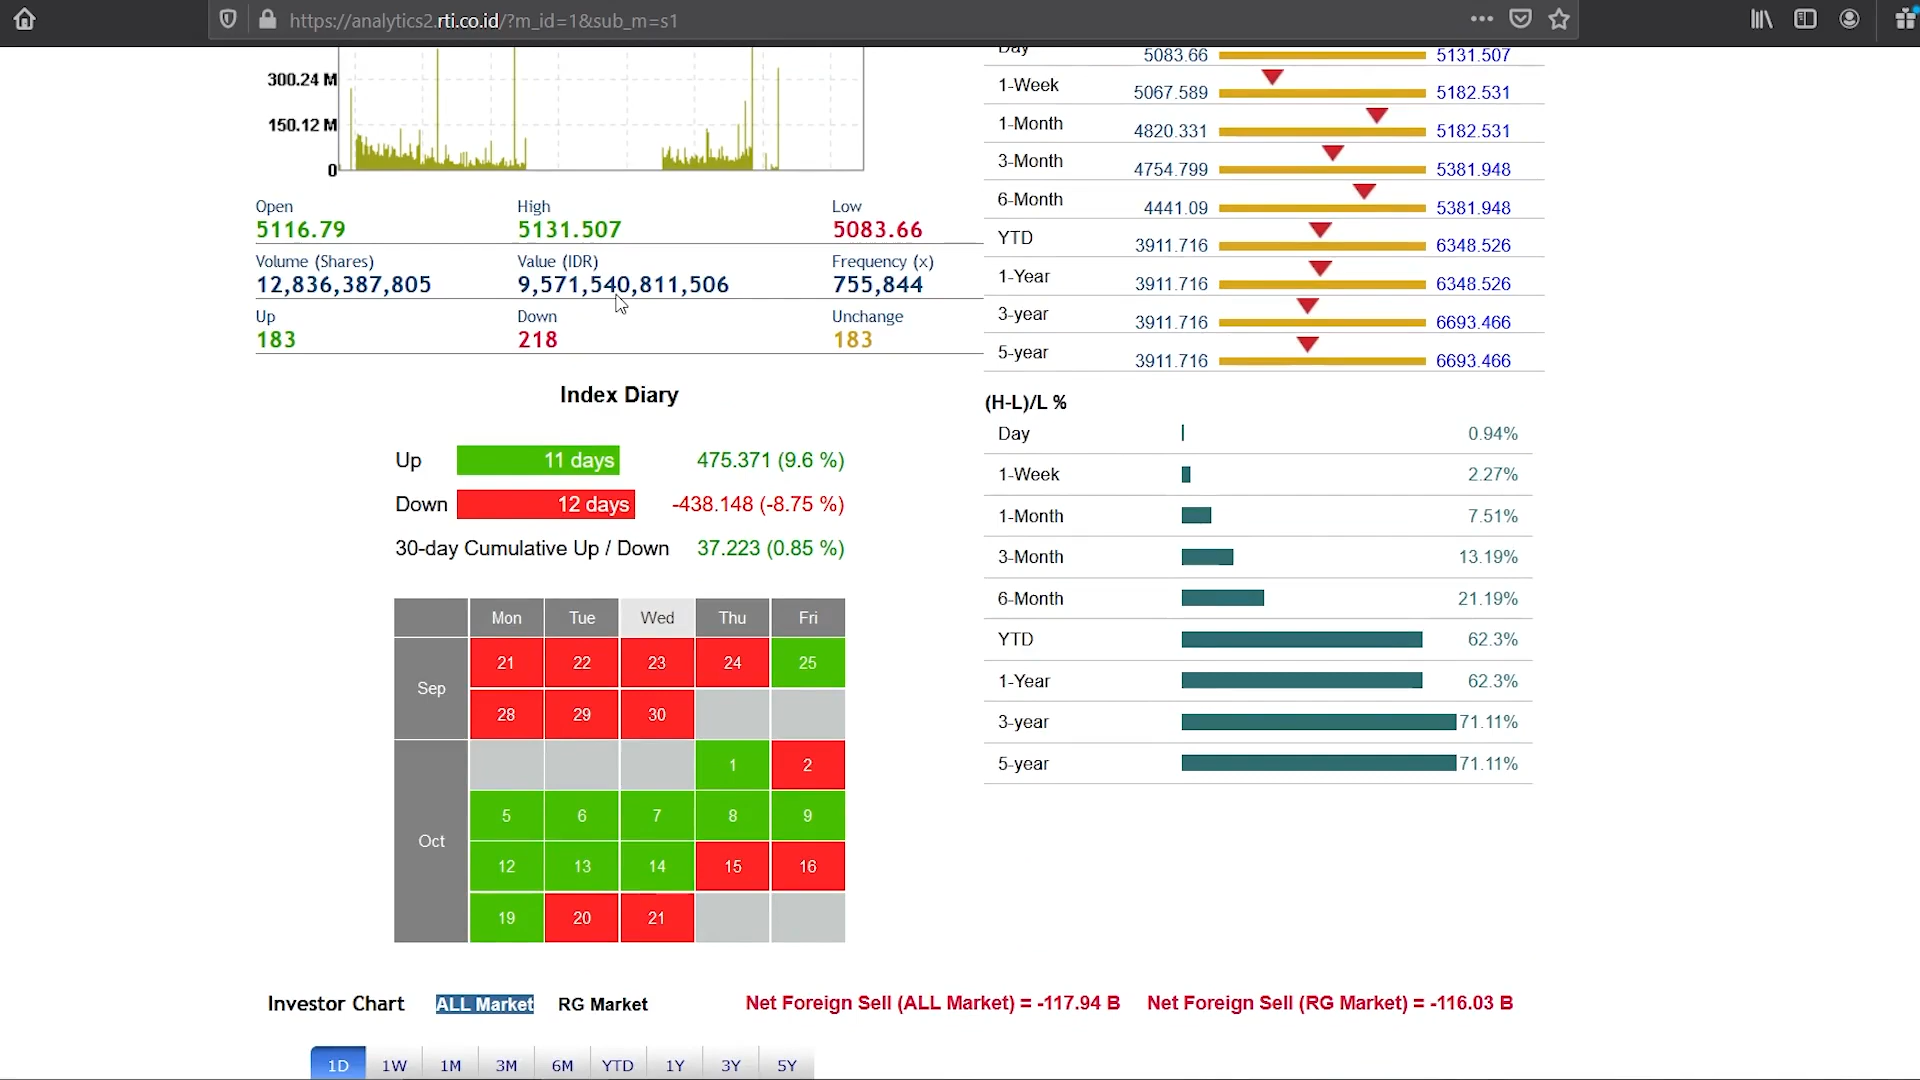 https://analytics2.rti.co.id/?m_id=1&sub_m=s1
300.24 M
150.12 M
0
Open High Low
5116.79 5131.507 5083.66
Volume (Shares) Value (IDR) Frequency (x)
12,836,387,805 9,571,540,811,506 755,844
Up Down Unchange
183 218 183
Index Diary
Up 11 days 475.371 (9.6 %)
Down 12 days -438.148 (-8.75 %)
30-day Cumulative Up / Down 37.223 (0.85 %)
Mon Tue Wed Thu Fri
Sep
21 22 23 24 25
28 29 30
Oct
1 2
5 6 7 8 9
12 13 14 15 16
19 20 21
Day 5083.66 5131.507
1-Week 5067.589 5182.531
1-Month 4820.331 5182.531
3-Month 4754.799 5381.948
6-Month 4441.09 5381.948
YTD 3911.716 6348.526
1-Year 3911.716 6348.526
3-year 3911.716 6693.466
5-year 3911.716 6693.466
(H-L)/L %
Day 0.94%
1-Week 2.27%
1-Month 7.51%
3-Month 13.19%
6-Month 21.19%
YTD 62.3%
1-Year 62.3%
3-year 71.11%
5-year 71.11%
Investor Chart ALL Market RG Market Net Foreign Sell (ALL Market) = -117.94 B Net Foreign Sell (RG Market) = -116.03 B
1D 1W 1M 3M 6M YTD 1Y 3Y 5Y